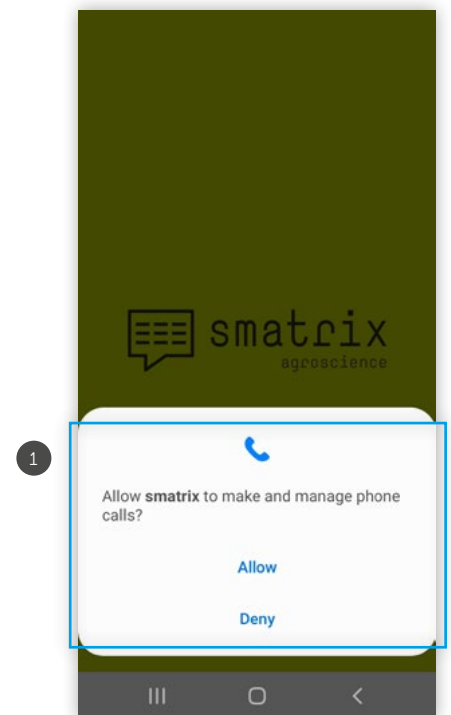 smatrix
agroscience
1
Allow smatrix to make and manage phone
calls?
Allow
Deny